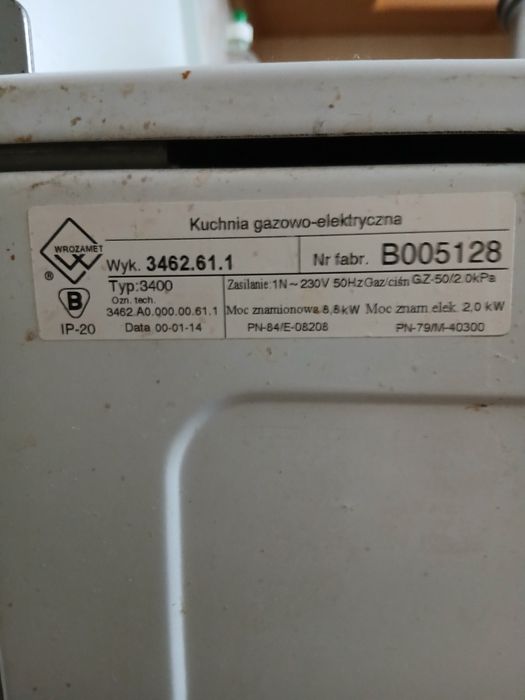 Kuchnia gazowo-elektryczna
WROZAMET
®
Wyk. 3462.61.1
Nr fabr. B005128
Typ:3400
Ozn. tech.
3462.A0.000.00.61.1
Data 00-01-14
B
IP-20
Zasilanie:1N~230V 50Hz Gaz/ciśn GZ-50/2.0kPa
Moc znamionowa 8,8kW Moc znam elek. 2,0 kW
PN-84/E-08208 PN-79/M-40300